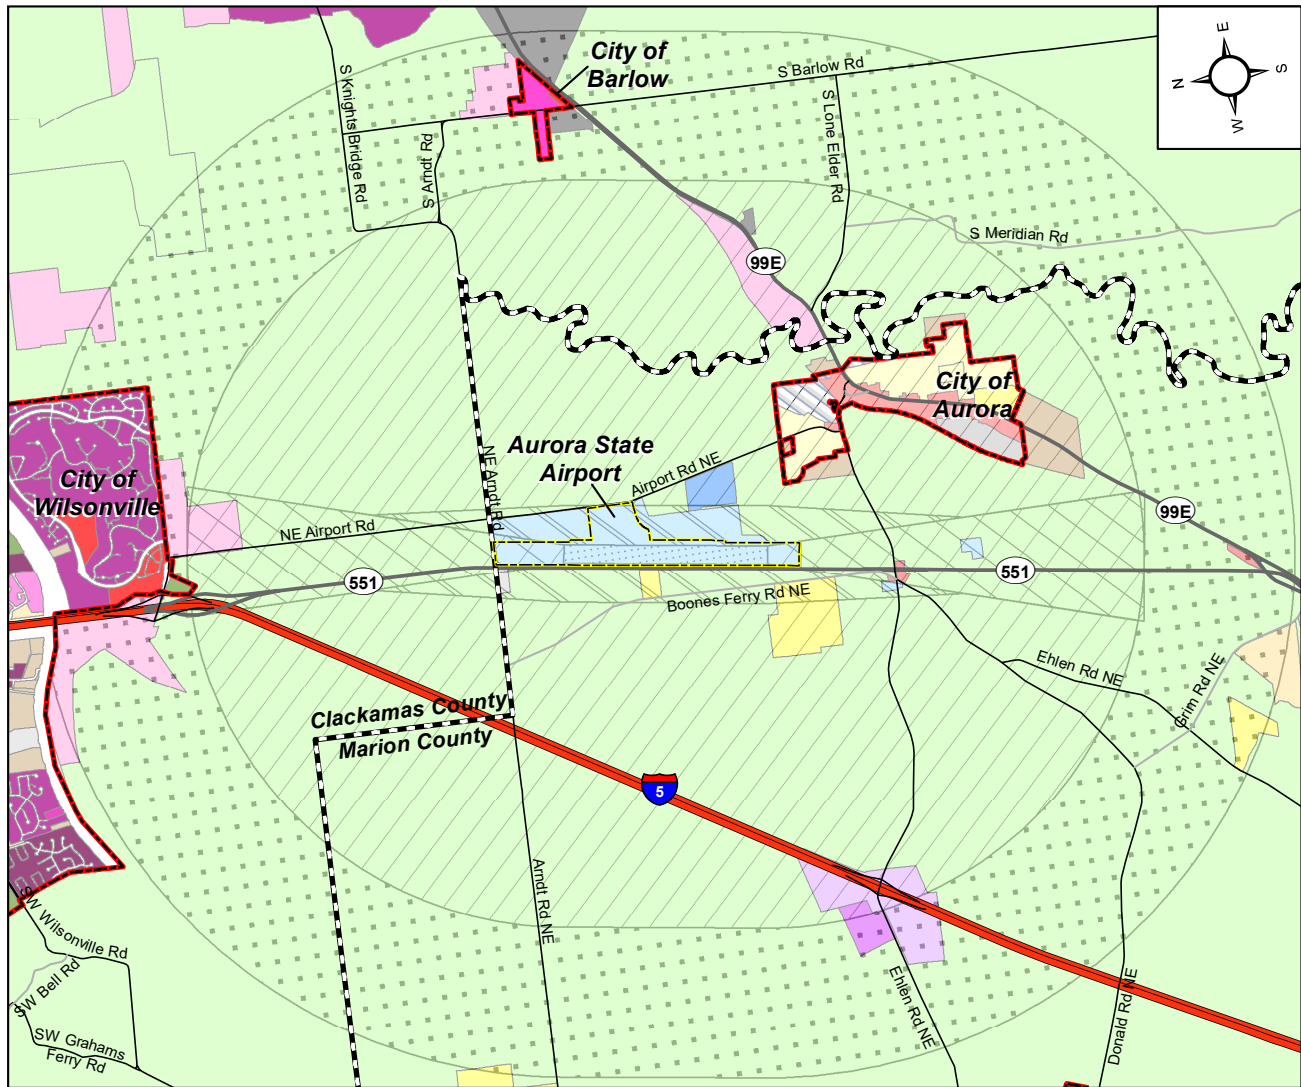 City of
Barlow
S Barlow Rd
E
N
S
W
S Knights Bridge Rd
S Arndt Rd
S Lone Elder Rd
S Meridian Rd
99E
City of
Aurora
Aurora State
Airport
Airport Rd NE
NE Arndt Rd
City of
Wilsonville
NE Airport Rd
99E
551
551
Boones Ferry Rd NE
Ehlen Rd NE
Grim Rd NE
Clackamas County
Marion County
5
Arndt Rd NE
SW Wilsonville Rd
SW Bell Rd
SW Grahams
Ferry Rd
Ehlen Rd NE
Donald Rd NE